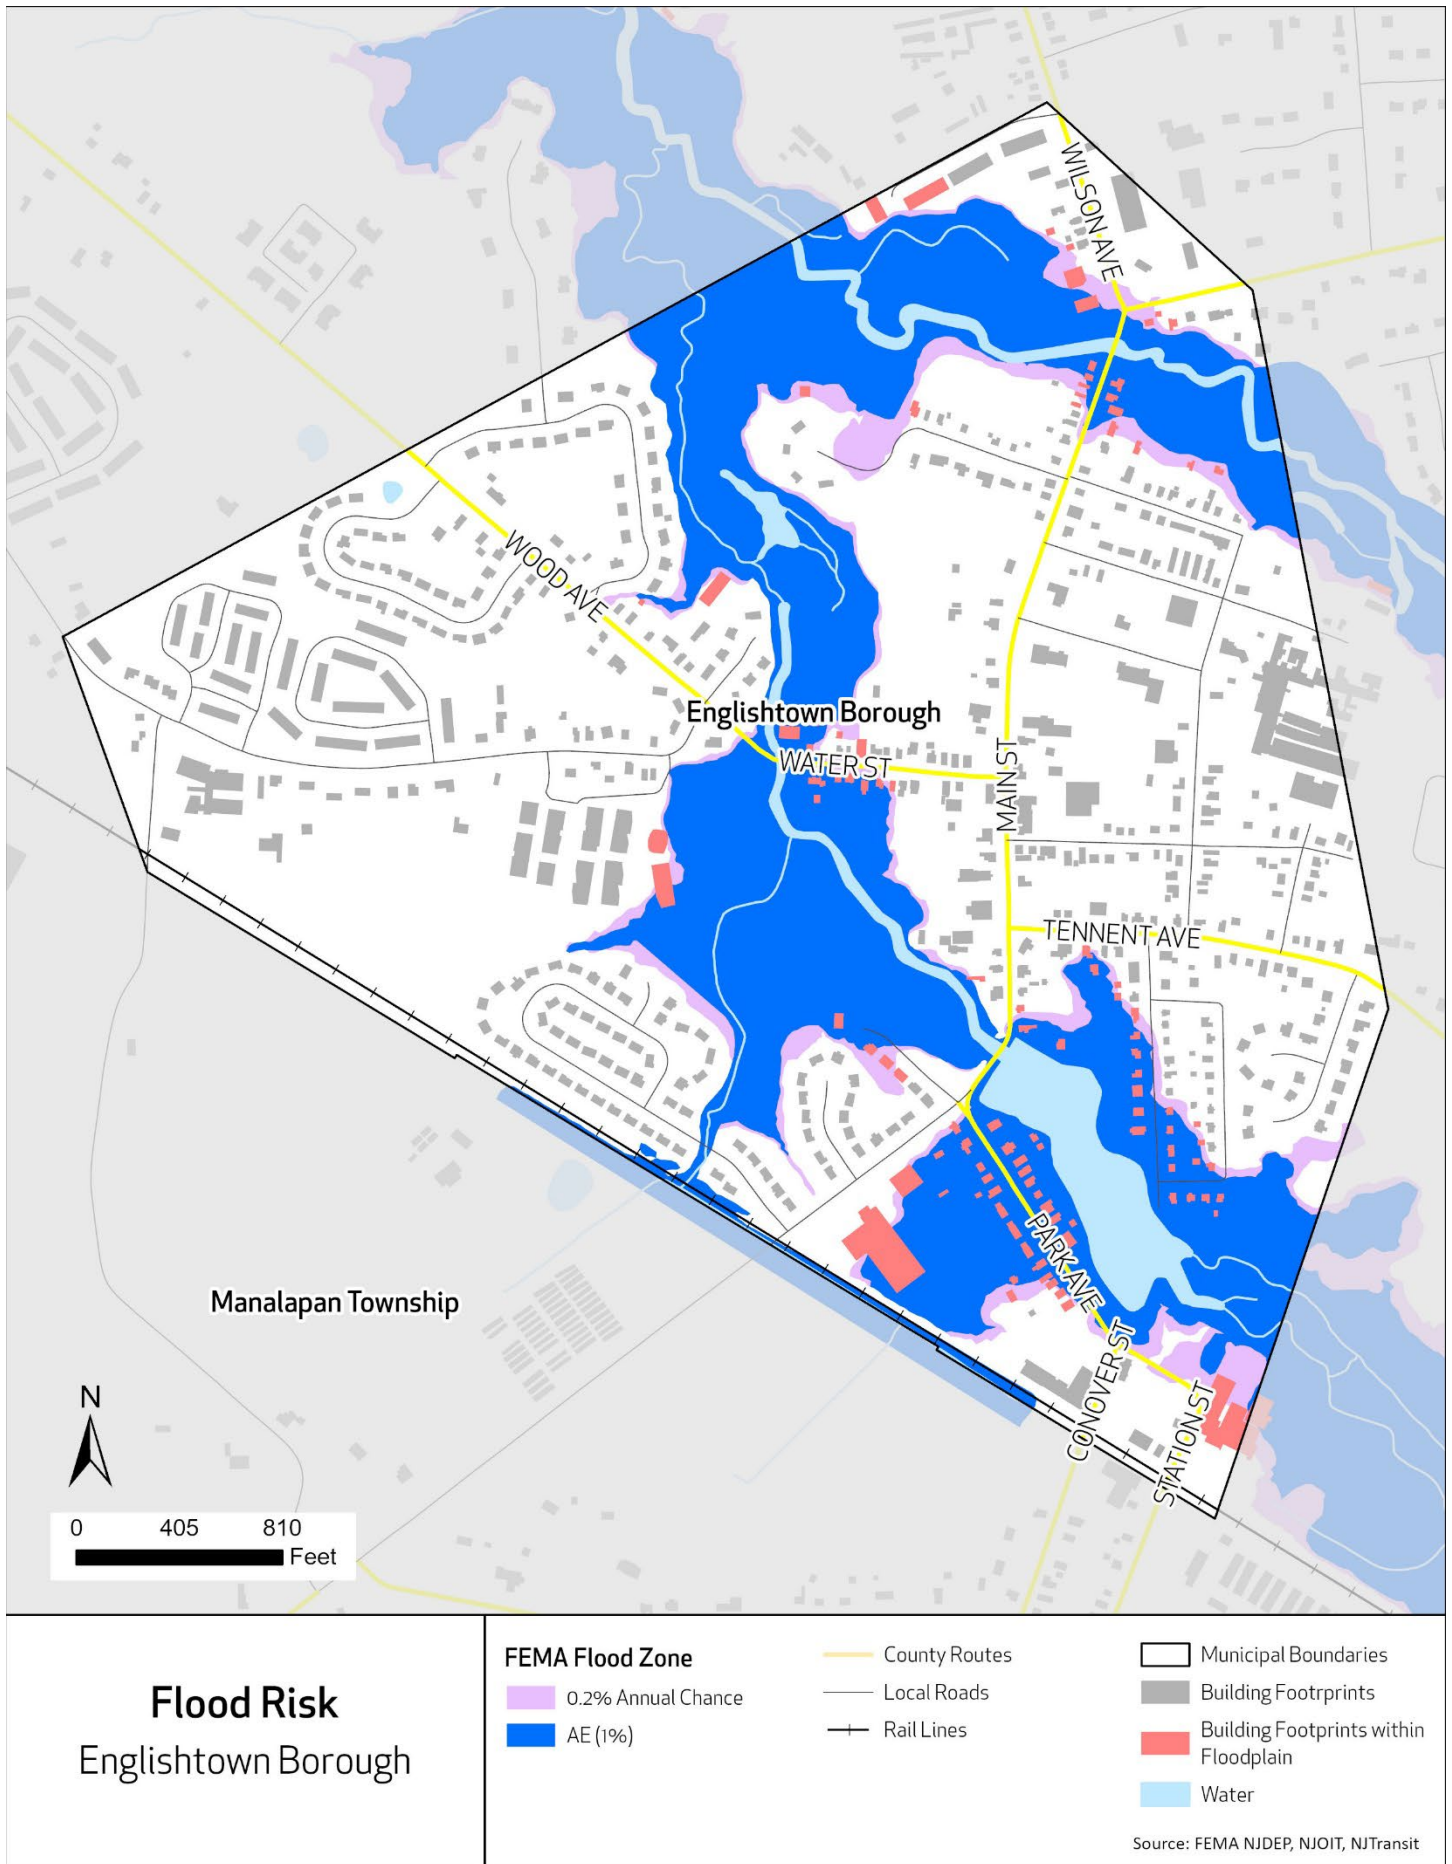 WILSON AVE
WOOD AVE
Englishtown Borough
WATER ST
MAIN ST
TENNENT AVE
PARK AVE
Manalapan Township
CONOVER ST
STATION ST
N
0 405 810
Feet
Flood Risk
Englishtown Borough
FEMA Flood Zone
0.2% Annual Chance
AE (1%)
County Routes
Local Roads
Rail Lines
Municipal Boundaries
Building Footrprints
Building Footprints within
Floodplain
Water
Source: FEMA NJDEP, NJOIT, NJTransit